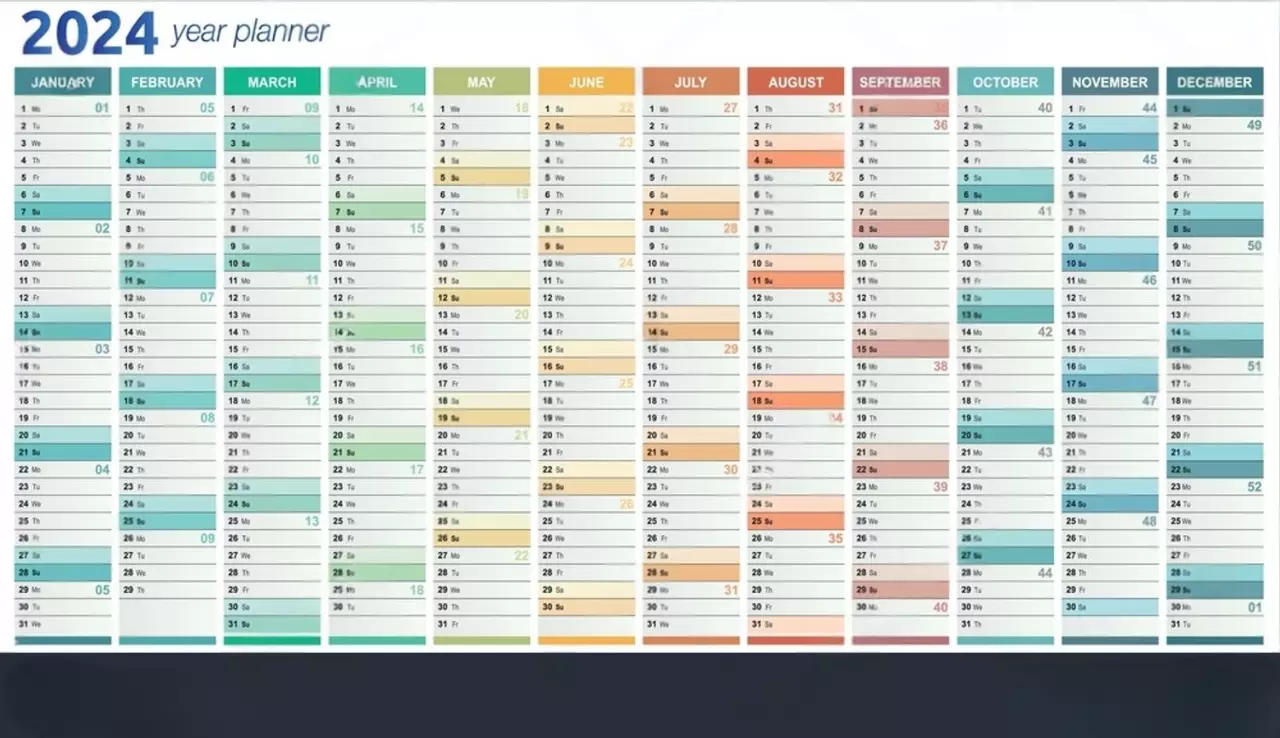 2024 year planner
JANUARY
1 Mo 01
2 Tu
3 We
4 Th
5 Fr
6 Sa
7 Su
8 Mo 02
9 Tu
10 We
11 Th
12 Fr
13 Sa
14
15 03
16
17 We
18 Th
19 Fr
20 Sa
21 Su
22 Mo 04
23 Tu
24 We
25 Th
26 Fr
27 Sa
28 Su
29 Mo 05
30 Tu
31 We
FEBRUARY
1 Th 05
2 Fr
3 Sa
4 Su
5 Mo 06
6 Tu
7 We
8 Th
9 Fr
10 Sa
11 Su
12 Mo 07
13 Tu
14 We
15 Th
16 Fr
17 Sa
18 Su
19 Mo 08
20 Tu
21 We
22 Th
23 Fr
24 Sa
25 Su
26 Mo 09
27 Tu
28 We
29 Th
MARCH
1 Fr 09
2 Sa
3 Su
4 Mo 10
5 Tu
6 We
7 Th
8 Fr
9 Sa
10 Su
11 Mo 11
12 Tu
13 We
14 Th
15 Fr
16 Sa
17 Su
18 Mo 12
19 Tu
20 We
21 Th
22 Fr
23 Sa
24 Su
25 Mo 13
26 Tu
27 We
28 Th
29 Fr
30 Sa
31 Su
APRIL
1 Mo 14
2 Tu
3 We
4 Th
5 Fr
6 Sa
7 Su
8 Mo 15
9 Tu
10 We
11 Th
12 Fr
13 Sa
14
15 Mo 16
16 Tu
17 We
18 Th
19 Fr
20 Sa
21 Su
22 Mo 17
23 Tu
24 We
25 Th
26 Fr
27 Sa
28 Su
29 Mo 18
30 Tu
MAY
1 We 18
2 Th
3 Fr
4 Sa
5 Su
6 Mo 19
7 Tu
8 We
9 Th
10 Fr
11 Sa
12 Su
13 Mo 20
14 Tu
15 We
16 Th
17 Fr
18 Sa
19 Su
20 Mo 21
21 Tu
22 We
23 Th
24 Fr
25 Sa
26 Su
27 Mo 22
28 Tu
29 We
30 Th
31 Fr
JUNE
1 Sa 22
2 Su
3 Mo 23
4 Tu
5 We
6 Th
7 Fr
8 Sa
9 Su
10 Mo 24
11 Tu
12 We
13 Th
14 Fr
15 Sa
16 Su
17 Mo 25
18 Tu
19 We
20 Th
21 Fr
22 Sa
23 Su
24 Mo 26
25 Tu
26 We
27 Th
28 Fr
29 Sa
30 Su
JULY
1 Mo 27
2 Tu
3 We
4 Th
5 Fr
6 Sa
7 Su
8 Mo 28
9 Tu
10 We
11 Th
12 Fr
13 Sa
14 Su
15 Mo 29
16 Tu
17 We
18 Th
19 Fr
20 Sa
21 Su
22 Mo 30
23 Tu
24 We
25 Th
26 Fr
27 Sa
28 Su
29 Mo 31
30 Tu
31 We
AUGUST
1 Th 31
2 Fr
3 Sa
4 Su
5 Mo 32
6 Tu
7 We
8 Th
9 Fr
10 Sa
11 Su
12 Mo 33
13 Tu
14 We
15 Th
16 Fr
17 Sa
18 Su
19 Mo
20 Tu
21 We
22
23
24 Sa
25 Su
26 Mo 35
27 Tu
28 We
29 Th
30 Fr
31 Sa
SEPTEMBER
1
2 Mo 36
3 Tu
4 We
5 Th
6 Fr
7 Sa
8 Su
9 Mo 37
10 Tu
11 We
12 Th
13 Fr
14 Sa
15 Su
16 Mo 38
17 Tu
18 We
19 Th
20 Fr
21 Sa
22 Su
23 Mo 39
24 Tu
25 We
26 Th
27 Fr
28 Sa
29 Su
30 Mo 40
OCTOBER
1 Tu 40
2 We
3 Th
4 Fr
5 Sa
6 Su
7 Mo 41
8 Tu
9 We
10 Th
11 Fr
12 Sa
13 Su
14 Mo 42
15 Tu
16 We
17 Th
18 Fr
19 Sa
20 Su
21 Mo 43
22 Tu
23 We
24 Th
25
26 Sa
27 Su
28 Mo 44
29 Tu
30 We
31 Th
NOVEMBER
1 Fr 44
2 Sa
3 Su
4 Mo 45
5 Tu
6 We
7 Th
8 Fr
9 Sa
10 Su
11 Mo 46
12 Tu
13 We
14 Th
15 Fr
16 Sa
17 Su
18 Mo 47
19 Tu
20 We
21 Th
22 Fr
23 Sa
24 Su
25 Mo 48
26 Tu
27 We
28 Th
29 Fr
30 Sa
DECEMBER
1 Su
2 Mo 49
3 Tu
4 We
5 Th
6 Fr
7 Sa
8 Su
9 Mo 50
10 Tu
11 We
12 Th
13 Fr
14 Sa
15 Su
16 Mo 51
17 Tu
18 We
19 Th
20 Fr
21 Sa
22 Su
23 Mo 52
24 Tu
25 We
26 Th
27 Fr
28 Sa
29 Su
30 Mo 01
31 Tu